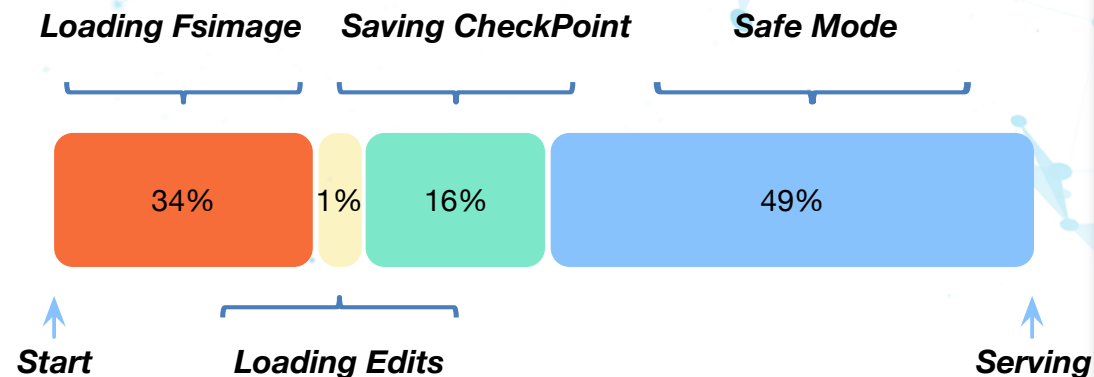 Loading Fsimage Saving CheckPoint Safe Mode
34% 1% 16% 49%
Start Loading Edits Serving